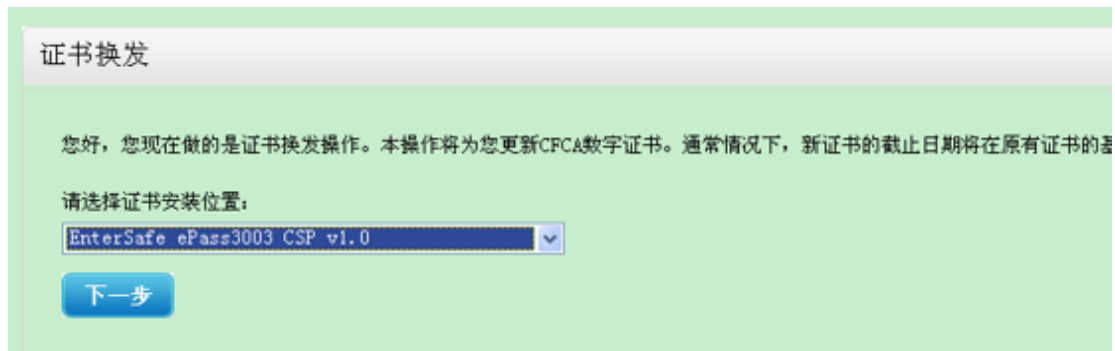 证书换发
您好，您现在做的是证书换发操作。本操作将为您更新CFCA数字证书。通常情况下，新证书的截止日期将在原有证书的基
请选择证书安装位置：
EnterSafe ePass3003 CSP v1.0
下一步